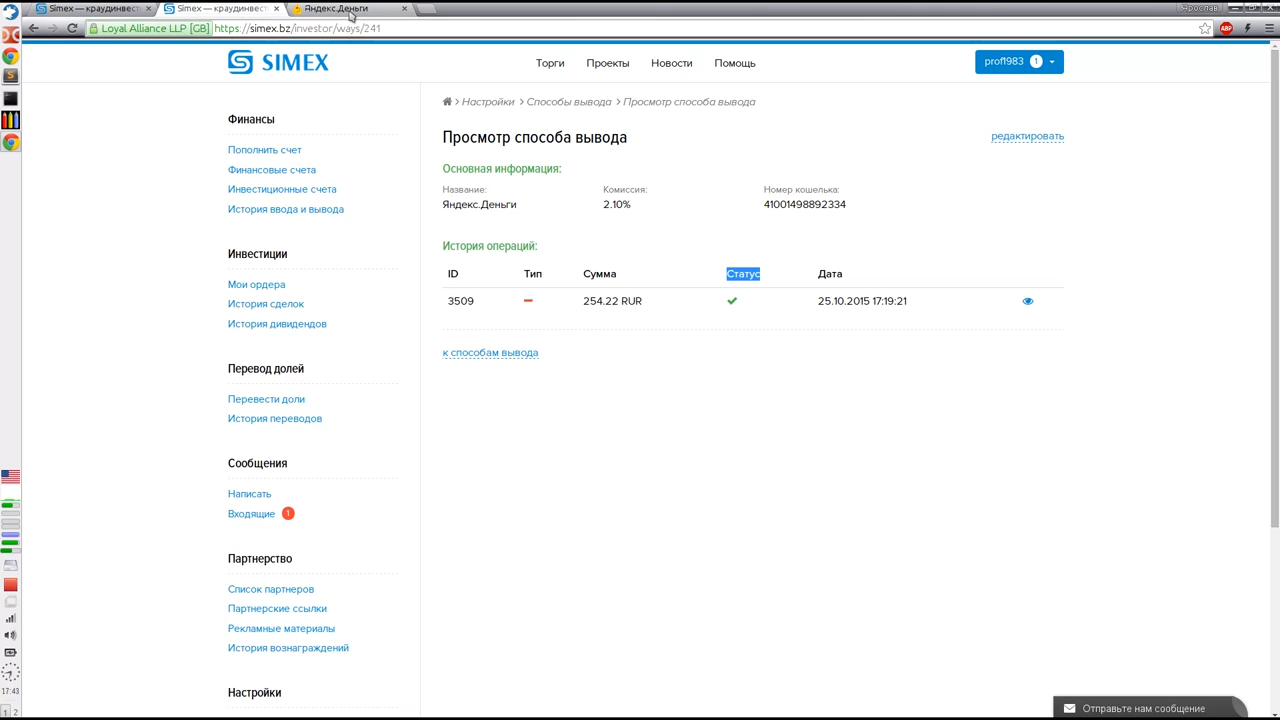 Simex — краудинвест
Simex — краудинвест
Яндекс.Деньги
Ярослав
Loyal Alliance LLP [GB]
https://simex.bz/investor/ways/241
ABP
SIMEX
Торги
Проекты
Новости
Помощь
prof1983 1
Финансы
Пополнить счет
Финансовые счета
Инвестиционные счета
История ввода и вывода
Инвестиции
Мои ордера
История сделок
История дивидендов
Перевод долей
Перевести доли
История переводов
Сообщения
Написать
Входящие 1
Партнерство
Список партнеров
Партнерские ссылки
Рекламные материалы
История вознаграждений
Настройки
Настройки > Способы вывода > Просмотр способа вывода
Просмотр способа вывода
редактировать
Основная информация:
Название: Комиссия: Номер кошелька:
Яндекс.Деньги 2.10% 41001498892334
История операций:
ID Тип Сумма Статус Дата
3509 254.22 RUR 25.10.2015 17:19:21
к способам вывода
Отправьте нам сообщение
17:43
1 2